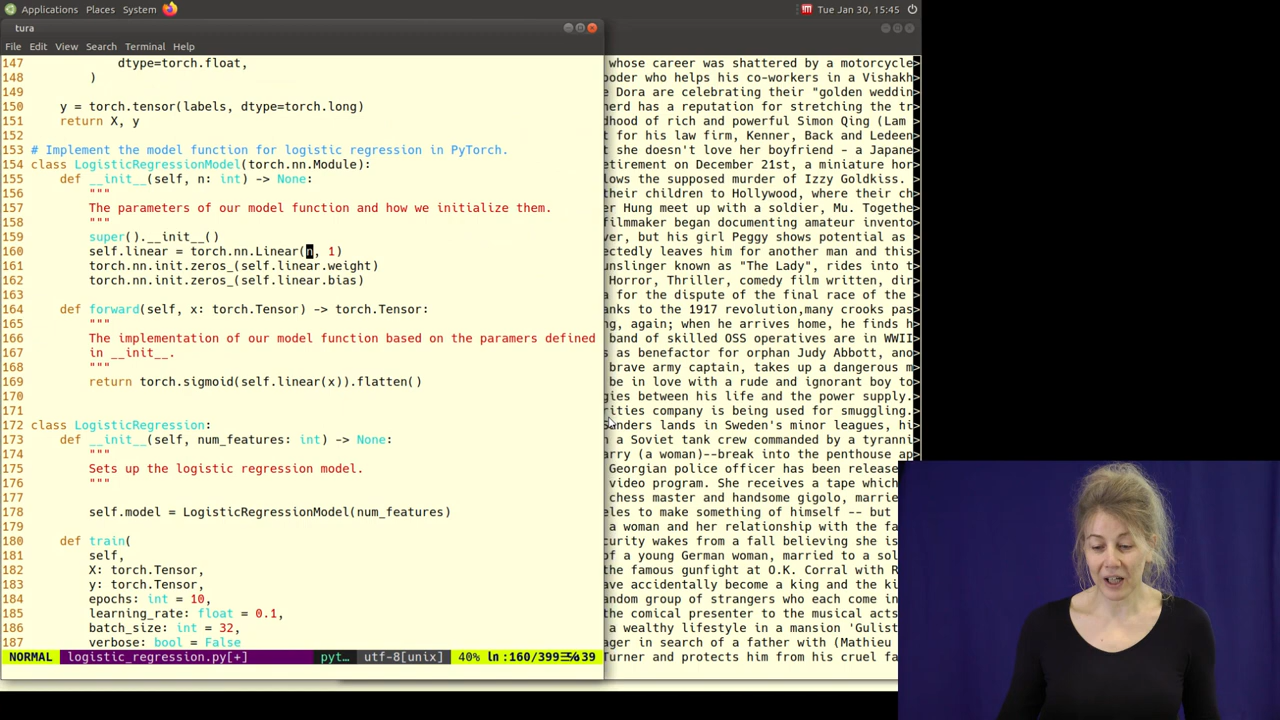 Applications Places System Tue Jan 30, 15:45
tura
File Edit View Search Terminal Help
147 dtype=torch.float,
148 )
149
150 y = torch.tensor(labels, dtype=torch.long)
151 return X, y
152
153 # Implement the model function for logistic regression in PyTorch.
154 class LogisticRegressionModel(torch.nn.Module):
155 def __init__(self, n: int) -> None:
156 """
157 The parameters of our model function and how we initialize them.
158 """
159 super().__init__()
160 self.linear = torch.nn.Linear(n, 1)
161 torch.nn.init.zeros_(self.linear.weight)
162 torch.nn.init.zeros_(self.linear.bias)
163
164 def forward(self, x: torch.Tensor) -> torch.Tensor:
165 """
166 The implementation of our model function based on the paramers defined
167 in __init__.
168 """
169 return torch.sigmoid(self.linear(x)).flatten()
170
171
172 class LogisticRegression:
173 def __init__(self, num_features: int) -> None:
174 """
175 Sets up the logistic regression model.
176 """
177
178 self.model = LogisticRegressionModel(num_features)
179
180 def train(
181 self,
182 X: torch.Tensor,
183 y: torch.Tensor,
184 epochs: int = 10,
185 learning_rate: float = 0.1,
186 batch_size: int = 32,
187 verbose: bool = False
NORMAL logistic_regression.py[+] pyt… utf-8[unix] 40% ln:160/399
whose career was shattered by a motorcycle>
oder who helps his co-workers in a Vishakh>
e Dora are celebrating their "golden weddin>
nerd has a reputation for stretching the tr>
dhood of rich and powerful Simon Qing (Lam >
t for his law firm, Kenner, Back and Ledeen>
she doesn't love her boyfriend - a Japane>
etirement on December 21st, a miniature hor>
lows the supposed murder of Izzy Goldkiss. >
their children to Hollywood, where their ch>
er Hung meet up with a soldier, Mu. Togethe>
filmmaker began documenting amateur invento>
ver, but his girl Peggy shows potential as >
ectedly leaves him for another man and this>
unslinger known as "The Lady", rides into t>
Horror, Thriller, comedy film written, dir>
a for the dispute of the final race of the >
anks to the 1917 revolution,many crooks pas>
ng, again; when he arrives home, he finds h>
band of skilled OSS operatives are in WWII>
s as benefactor for orphan Judy Abbott, ano>
brave army captain, takes up a dangerous m>
be in love with a rude and ignorant boy to>
gies between his life and the power supply.>
rities company is being used for smuggling.>
Sanders lands in Sweden's minor leagues, hi>
n a Soviet tank crew commanded by a tyranni>
arry (a woman)--break into the penthouse ap>
Georgian police officer has been release
video program. She receives a tape which
chess master and handsome gigolo, marrie
eles to make something of himself -- but
a woman and her relationship with the fa
curity wakes from a fall believing she is
of a young German woman, married to a sol
the famous gunfight at O.K. Corral with R
ave accidentally become a king and the ki
andom group of strangers who each come in
the comical presenter to the musical acts
a wealthy lifestyle in a mansion 'Gulist
ager in search of a father with (Mathieu
Turner and protects him from his cruel fa